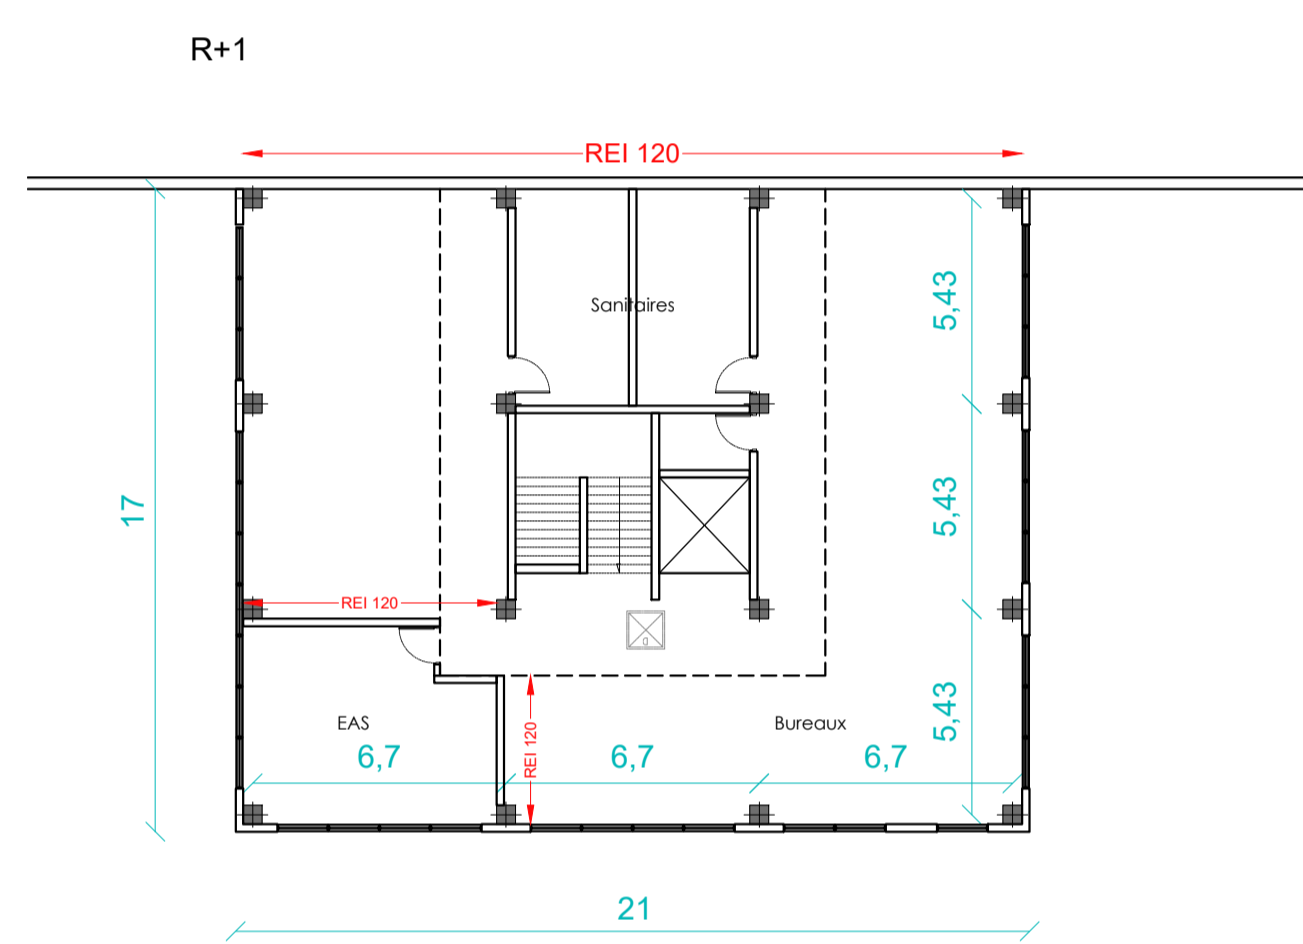 R+1
REI 120
Sanitaires
5,43
17
5,43
REI 120
EAS
REI 120
Bureaux
5,43
6,7
6,7
6,7
21